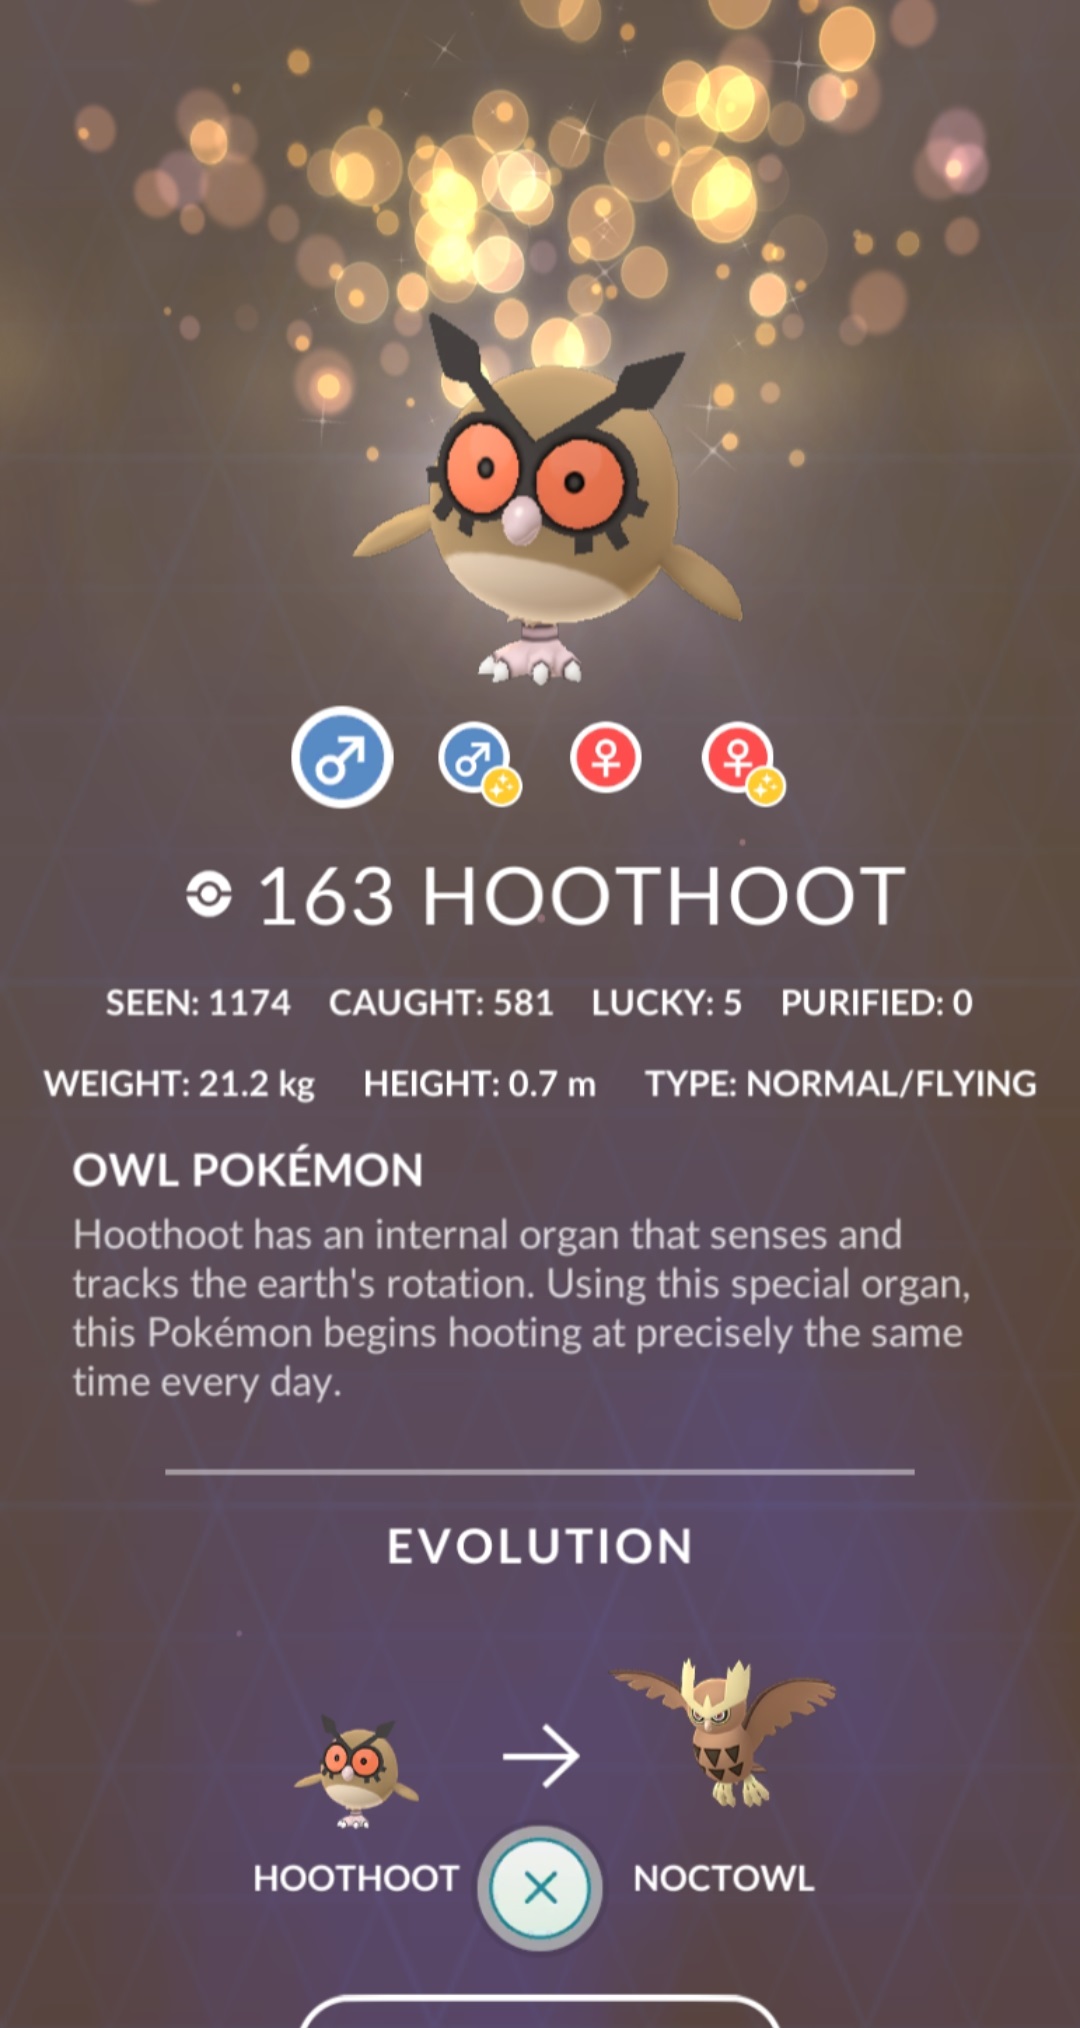 163 HOOTHOOT
SEEN: 1174 CAUGHT: 581 LUCKY: 5 PURIFIED: 0
WEIGHT: 21.2 kg HEIGHT: 0.7 m TYPE: NORMAL/FLYING
OWL POKÉMON
Hoothoot has an internal organ that senses and
tracks the earth's rotation. Using this special organ,
this Pokémon begins hooting at precisely the same
time every day.
EVOLUTION
HOOTHOOT NOCTOWL